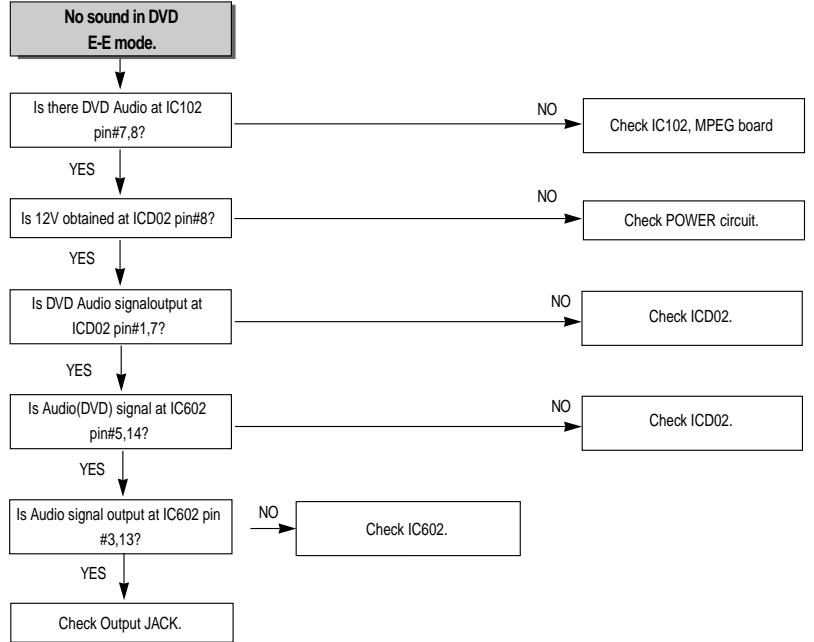 No sound in DVD
E-E mode.
Is there DVD Audio at IC102
pin#7,8?
NO
Check IC102, MPEG board
YES
Is 12V obtained at ICD02 pin#8?
NO
Check POWER circuit.
YES
Is DVD Audio signaloutput at
ICD02 pin#1,7?
NO
Check ICD02.
YES
Is Audio(DVD) signal at IC602
pin#5,14?
NO
Check ICD02.
YES
Is Audio signal output at IC602 pin
#3,13?
NO
Check IC602.
YES
Check Output JACK.